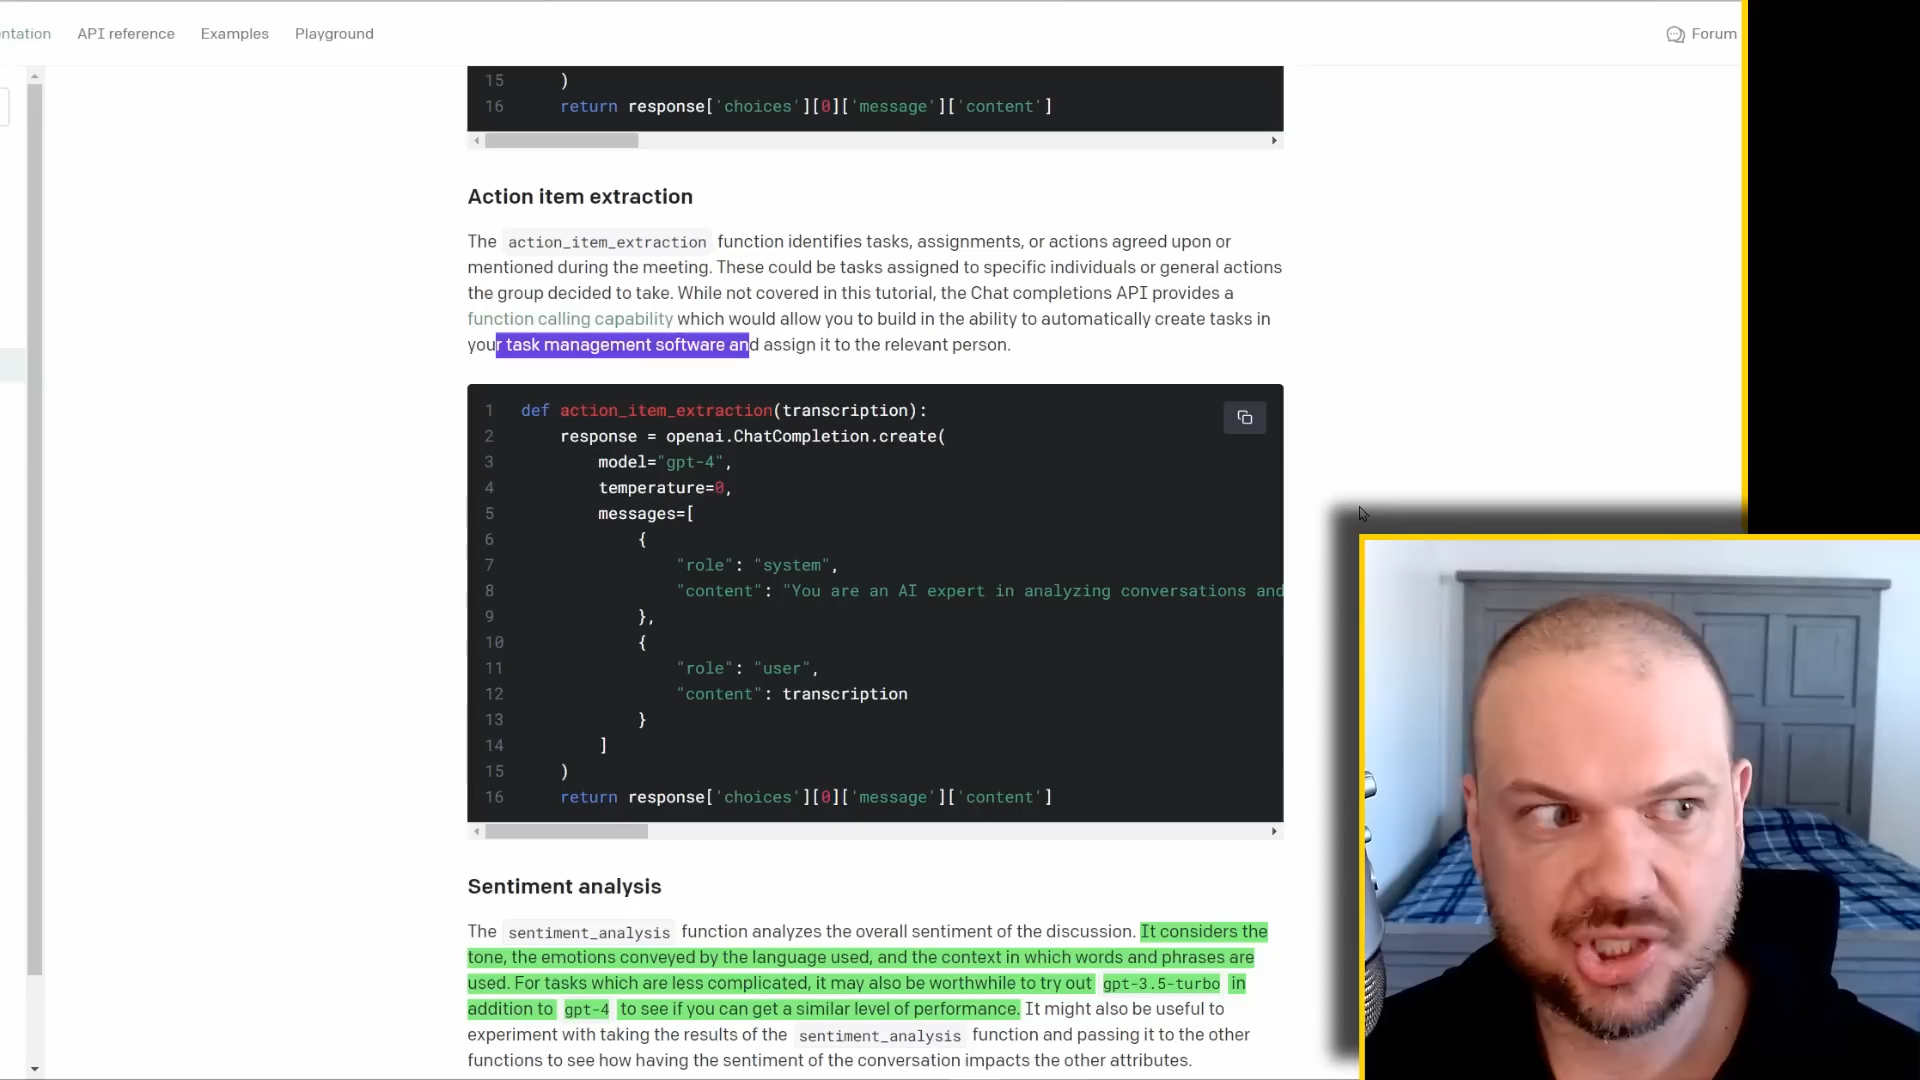 ntation API reference Examples Playground Forum
15 )
16 return response['choices'][0]['message']['content']
Action item extraction
The action_item_extraction function identifies tasks, assignments, or actions agreed upon or
mentioned during the meeting. These could be tasks assigned to specific individuals or general actions
the group decided to take. While not covered in this tutorial, the Chat completions API provides a
function calling capability which would allow you to build in the ability to automatically create tasks in
your task management software and assign it to the relevant person.
1 def action_item_extraction(transcription):
2 response = openai.ChatCompletion.create(
3 model="gpt-4",
4 temperature=0,
5 messages=[
6 {
7 "role": "system",
8 "content": "You are an AI expert in analyzing conversations and
9 },
10 {
11 "role": "user",
12 "content": transcription
13 }
14 ]
15 )
16 return response['choices'][0]['message']['content']
Sentiment analysis
The sentiment_analysis function analyzes the overall sentiment of the discussion. It considers the
tone, the emotions conveyed by the language used, and the context in which words and phrases are
used. For tasks which are less complicated, it may also be worthwhile to try out gpt-3.5-turbo in
addition to gpt-4 to see if you can get a similar level of performance. It might also be useful to
experiment with taking the results of the sentiment_analysis function and passing it to the other
functions to see how having the sentiment of the conversation impacts the other attributes.